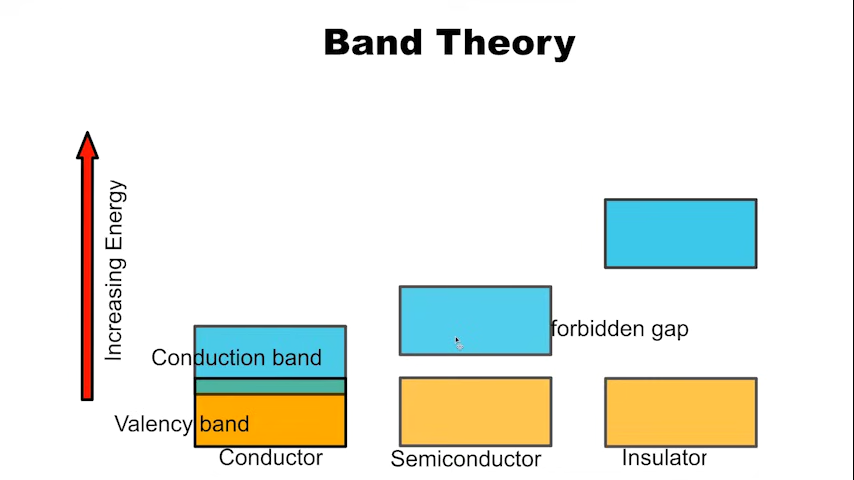 Band Theory
Increasing Energy
forbidden gap
Conduction band
Valency band
Conductor
Semiconductor
Insulator